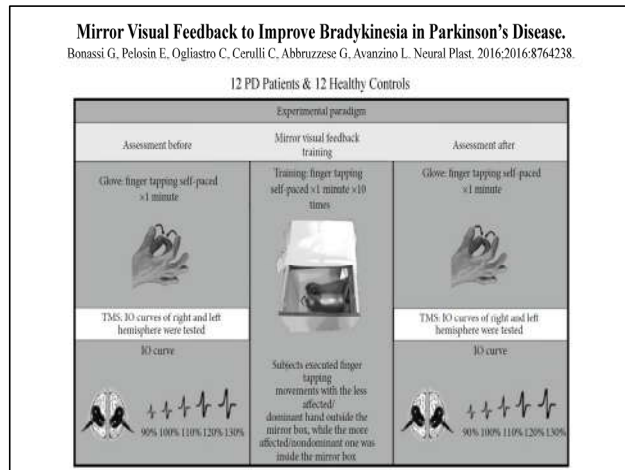 Mirror Visual Feedback to Improve Bradykinesia in Parkinson's Disease.
Bonassi G, Pelosin E, Ogliastro C, Cerulli C, Abbruzzese G, Avanzino L. Neural Plast. 2016;2016:8764238.
12 PD Patients & 12 Healthy Controls
Experimental paradigm
Assessment before
Mirror visual feedback
training
Assessment after
Glove: finger tapping self-paced
×1 minute
TMS: IO curves of right and left
hemisphere were tested
IO curve
90% 100% 110% 120% 130%
Training: finger tapping
self-paced ×1 minute ×10
times
Subjects executed finger
tapping
movements with the less
affected/
dominant hand outside the
mirror box, while the more
affected/nondominant one was
inside the mirror box
Glove: finger tapping self-paced
×1 minute
TMS: IO curves of right and left
hemisphere were tested
IO curve
90% 100% 110% 120% 130%